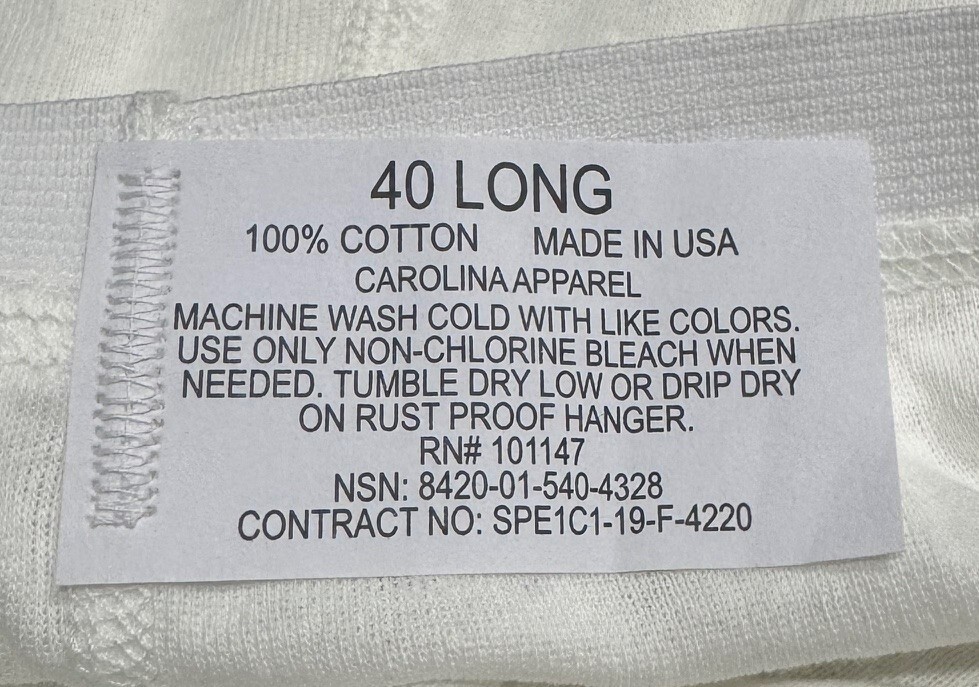 40 LONG
100% COTTON MADE IN USA
CAROLINA APPAREL
MACHINE WASH COLD WITH LIKE COLORS.
USE ONLY NON-CHLORINE BLEACH WHEN
NEEDED. TUMBLE DRY LOW OR DRIP DRY
ON RUST PROOF HANGER.
RN# 101147
NSN: 8420-01-540-4328
CONTRACT NO: SPE1C1-19-F-4220